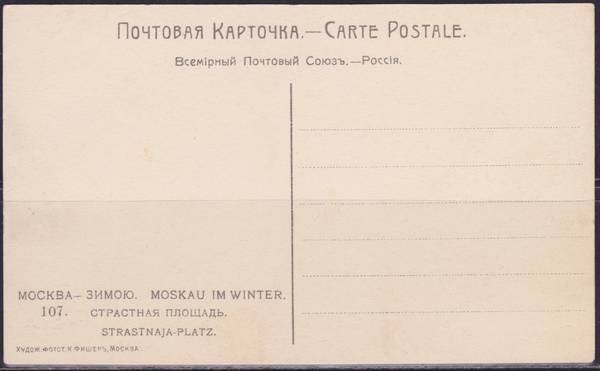 Почтовая Карточка.—Carte Postale.
Всемірный Почтовый Союзъ.—Россія.
МОСКВА— ЗИМОЮ. MOSKAU IM WINTER.
107. СТРАСТНАЯ ПЛОЩАДЬ.
STRASTNAJA-PLATZ.
Худож. Фотот. К. Фишеръ, Москва.